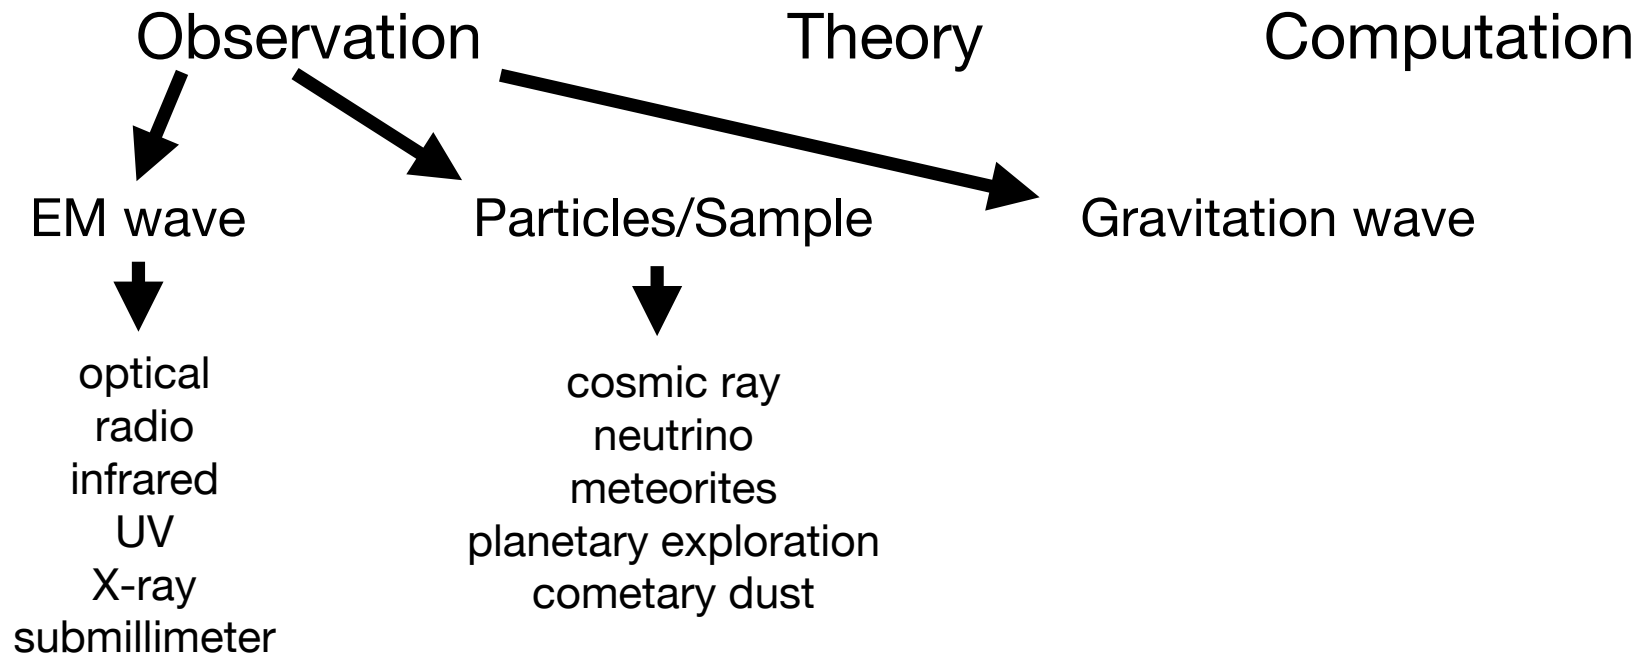 Observation
Theory
Computation
EM wave
Particles/Sample
Gravitation wave
optical
radio
infrared
UV
X-ray
submillimeter
cosmic ray
neutrino
meteorites
planetary exploration
cometary dust